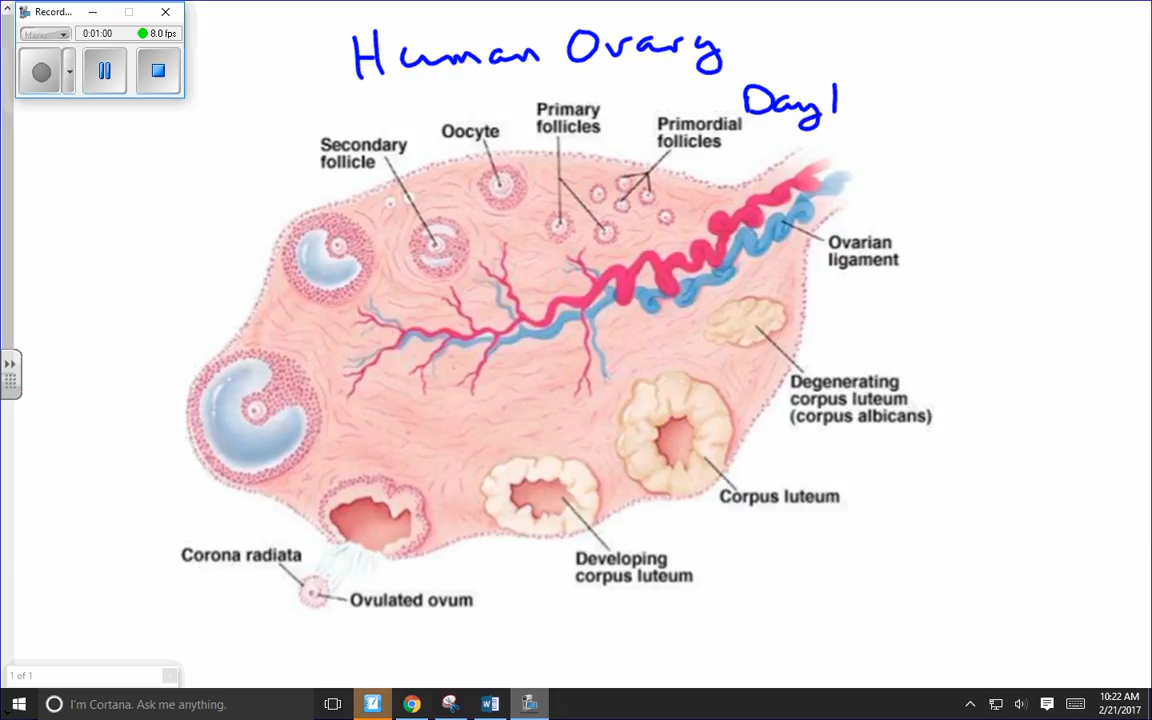 Record...
Menu
0:01:00
8.0 fps
Human Ovary
Day 1
Primary
follicles
Primordial
follicles
Oocyte
Secondary
follicle
Ovarian
ligament
Degenerating
corpus luteum
(corpus albicans)
Corpus luteum
Developing
corpus luteum
Corona radiata
Ovulated ovum
1 of 1
I'm Cortana. Ask me anything.
10:22 AM
2/21/2017